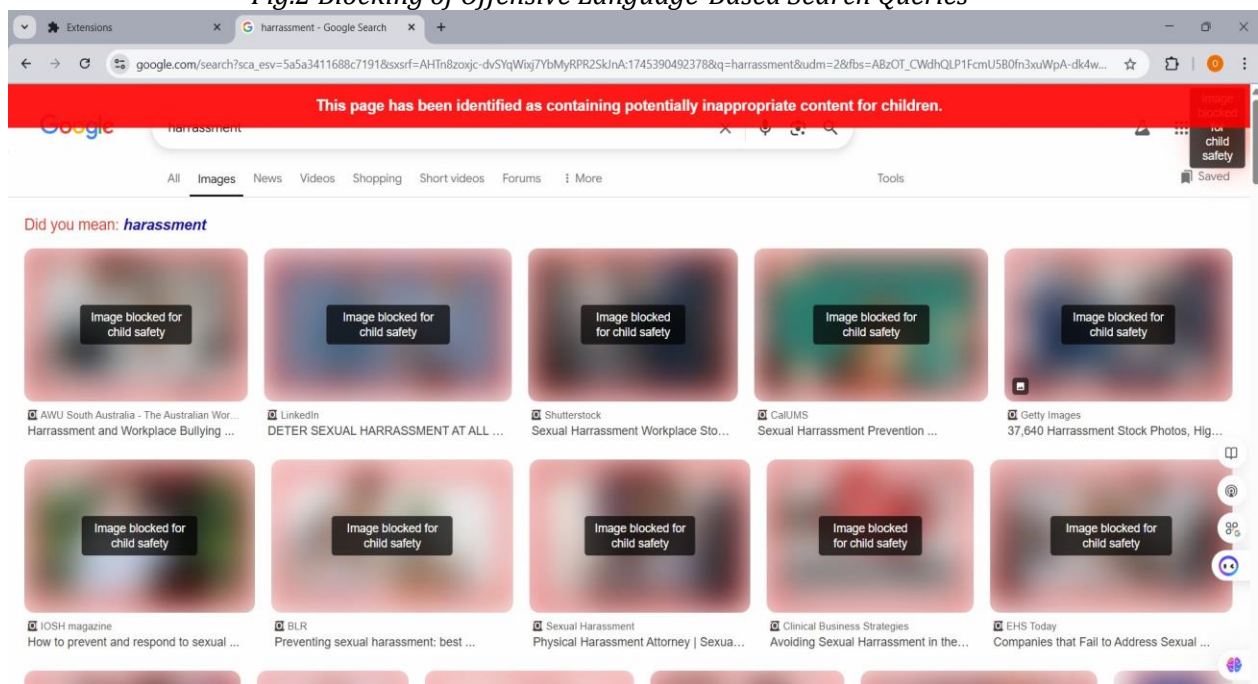 Fig.2 Blocking of Offensive Language-Based Search Queries
Extensions
harrassment - Google Search
google.com/search?sca_esv=5a5a3411688c7191&sxsrf=AHTn8zoxjc-dvSYqWixj7YbMyRPR2SkJnA:1745390492378&q=harrassment&udm=2&fbs=ABzOT_CWdhQLP1FcmU5B0fn3xuWpA-dk4w...
This page has been identified as containing potentially inappropriate content for children.
Image
blocked
for
child
safety
Google
harrassment
All Images News Videos Shopping Short videos Forums More Tools Saved
Did you mean: harassment
Image blocked for
child safety
Image blocked for
child safety
Image blocked
for child safety
Image blocked for
child safety
Image blocked for
child safety
AWU South Australia - The Australian Wor...
Harrassment and Workplace Bullying ...
LinkedIn
DETER SEXUAL HARRASSMENT AT ALL ...
Shutterstock
Sexual Harrassment Workplace Sto...
CalUMS
Sexual Harrassment Prevention ...
Getty Images
37,640 Harrassment Stock Photos, Hig...
Image blocked for
child safety
Image blocked for
child safety
Image blocked for
child safety
Image blocked
for child safety
Image blocked for
child safety
IOSH magazine
How to prevent and respond to sexual ...
BLR
Preventing sexual harassment: best ...
Sexual Harassment
Physical Harassment Attorney | Sexua...
Clinical Business Strategies
Avoiding Sexual Harrassment in the...
EHS Today
Companies that Fail to Address Sexual ...